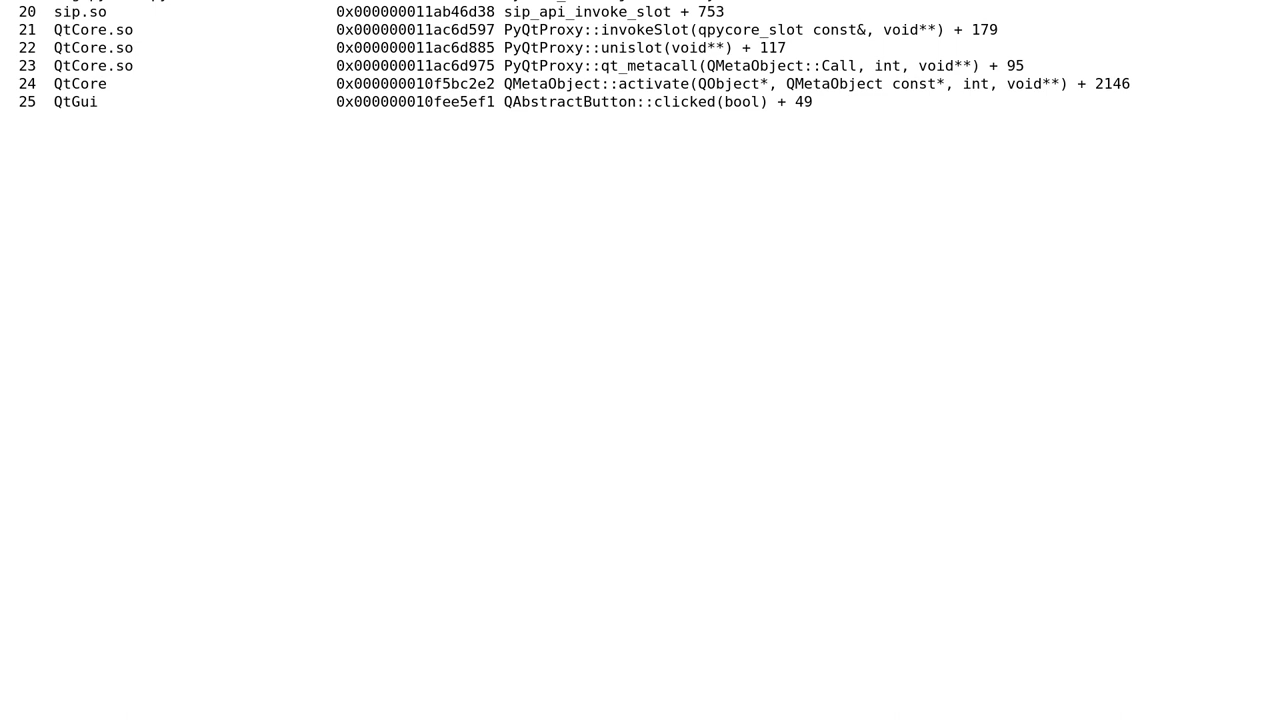 20  sip.so                          0x000000011ab46d38 sip_api_invoke_slot + 753
21  QtCore.so                       0x000000011ac6d597 PyQtProxy::invokeSlot(qpycore_slot const&, void**) + 179
22  QtCore.so                       0x000000011ac6d885 PyQtProxy::unislot(void**) + 117
23  QtCore.so                       0x000000011ac6d975 PyQtProxy::qt_metacall(QMetaObject::Call, int, void**) + 95
24  QtCore                          0x000000010f5bc2e2 QMetaObject::activate(QObject*, QMetaObject const*, int, void**) + 2146
25  QtGui                           0x000000010fee5ef1 QAbstractButton::clicked(bool) + 49